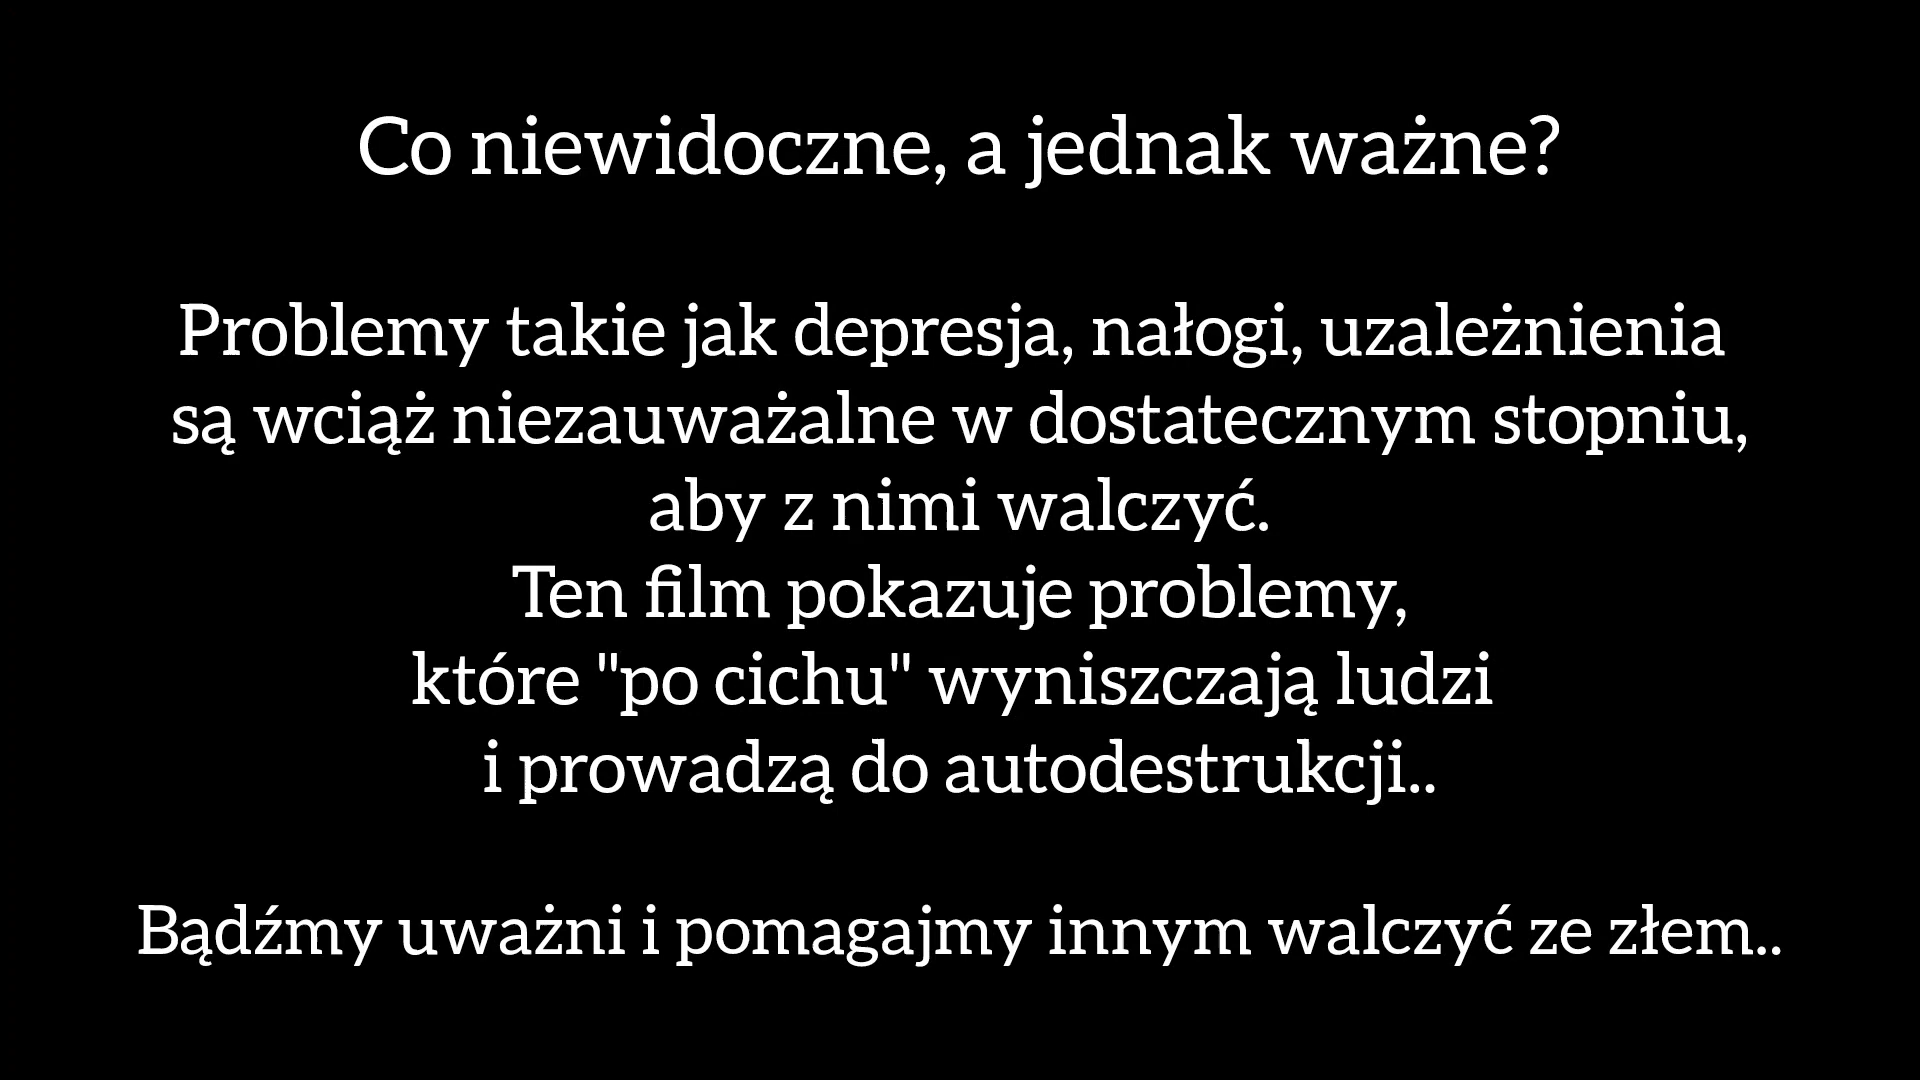 Co niewidoczne, a jednak ważne?
Problemy takie jak depresja, nałogi, uzależnienia
są wciąż niezauważalne w dostatecznym stopniu,
aby z nimi walczyć.
Ten film pokazuje problemy,
które "po cichu" wyniszczają ludzi
i prowadzą do autodestrukcji..
Bądźmy uważni i pomagajmy innym walczyć ze złem..